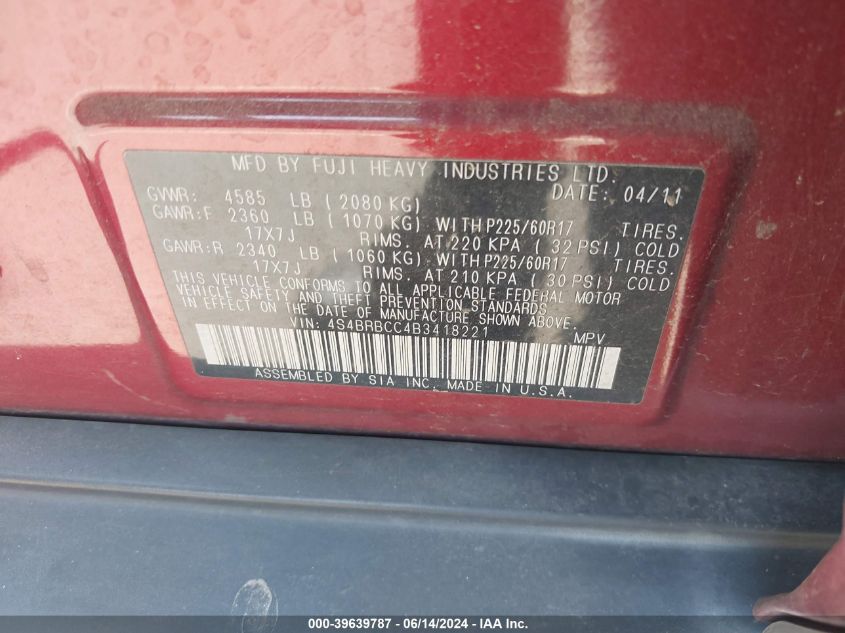 MFD BY FUJI HEAVY INDUSTRIES LTD.
DATE: 04/11
GVWR: 4585 LB ( 2080 KG)
GAWR:F 2360 LB ( 1070 KG) WITH P225/60R17 TIRES.
17X7J RIMS. AT 220 KPA ( 32 PSI) COLD
GAWR:R 2340 LB ( 1060 KG) WITH P225/60R17 TIRES.
17X7J RIMS. AT 210 KPA ( 30 PSI) COLD
THIS VEHICLE CONFORMS TO ALL APPLICABLE FEDERAL MOTOR
VEHICLE SAFETY AND THEFT PREVENTION STANDARDS
IN EFFECT ON THE DATE OF MANUFACTURE SHOWN ABOVE.
VIN: 4S4BRBCC4B3418221 MPV
ASSEMBLED BY SIA INC. MADE IN U.S.A.
000-39639787 - 06/14/2024 - IAA Inc.